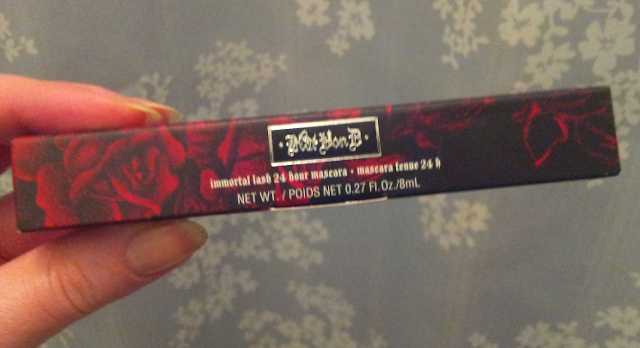 ·Kat Von D·
immortal lash 24 hour mascara · mascara tenue 24 h
NET WT. / POIDS NET 0.27 Fl.Oz./8mL